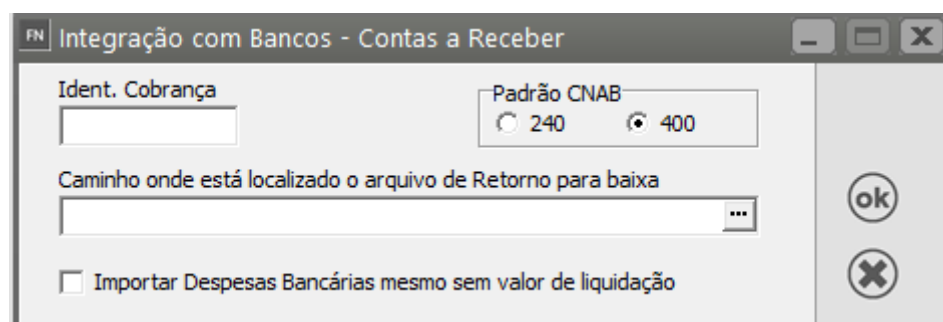 FN Integração com Bancos - Contas a Receber
Ident. Cobrança
Padrão CNAB
240 400
Caminho onde está localizado o arquivo de Retorno para baixa
...
ok
Importar Despesas Bancárias mesmo sem valor de liquidação